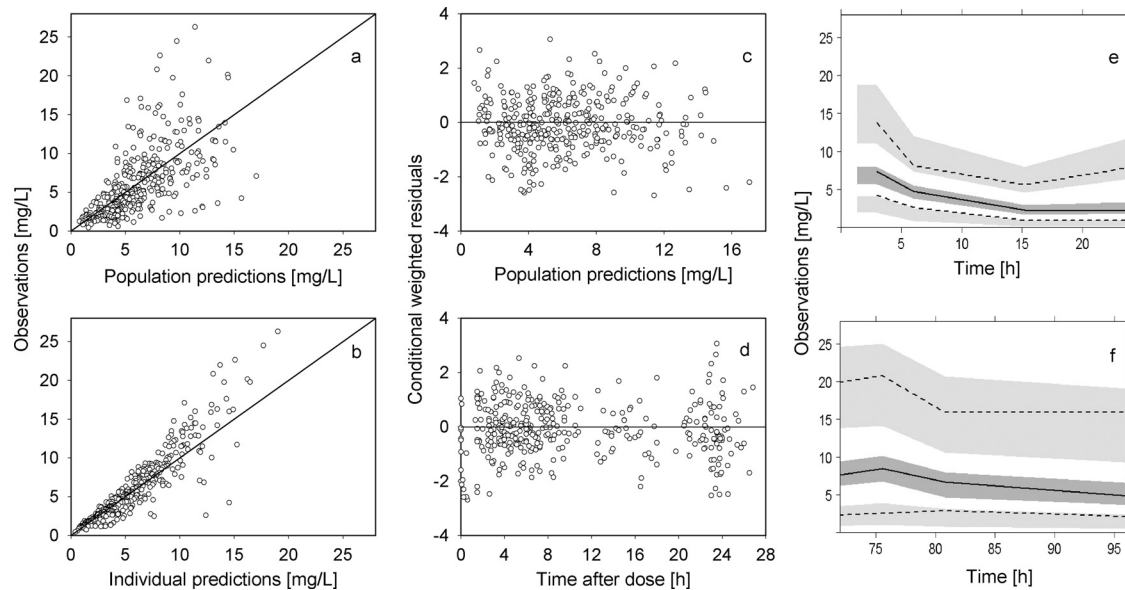 a
25
20
15
10
5
0
0 5 10 15 20 25
Population predictions [mg/L]
b
25
20
15
10
5
0
0 5 10 15 20 25
Individual predictions [mg/L]
Observations [mg/L]
c
4
2
0
-2
-4
0 4 8 12 16
Population predictions [mg/L]
d
4
2
0
-2
-4
0 4 8 12 16 20 24 28
Time after dose [h]
Conditional weighted residuals
e
25
20
15
10
5
5 10 15 20
Time [h]
f
25
20
15
10
5
75 80 85 90 95
Time [h]
Observations [mg/L]